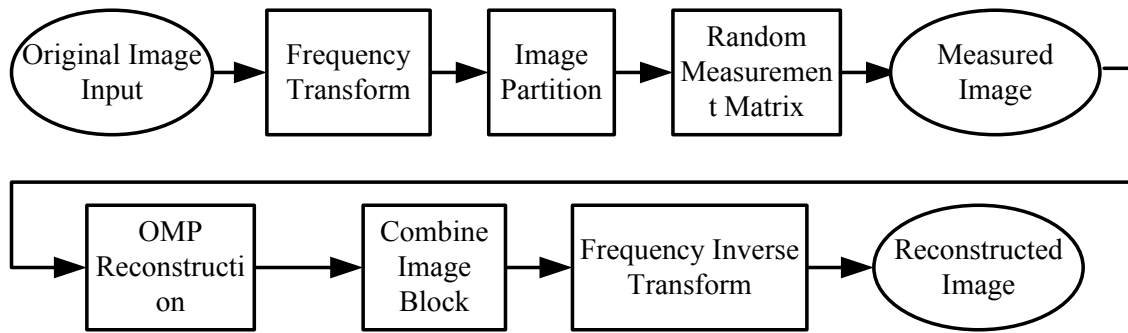 Original Image
Input
Frequency
Transform
Image
Partition
Random
Measuremen
t Matrix
Measured
Image
OMP
Reconstructi
on
Combine
Image
Block
Frequency Inverse
Transform
Reconstructed
Image